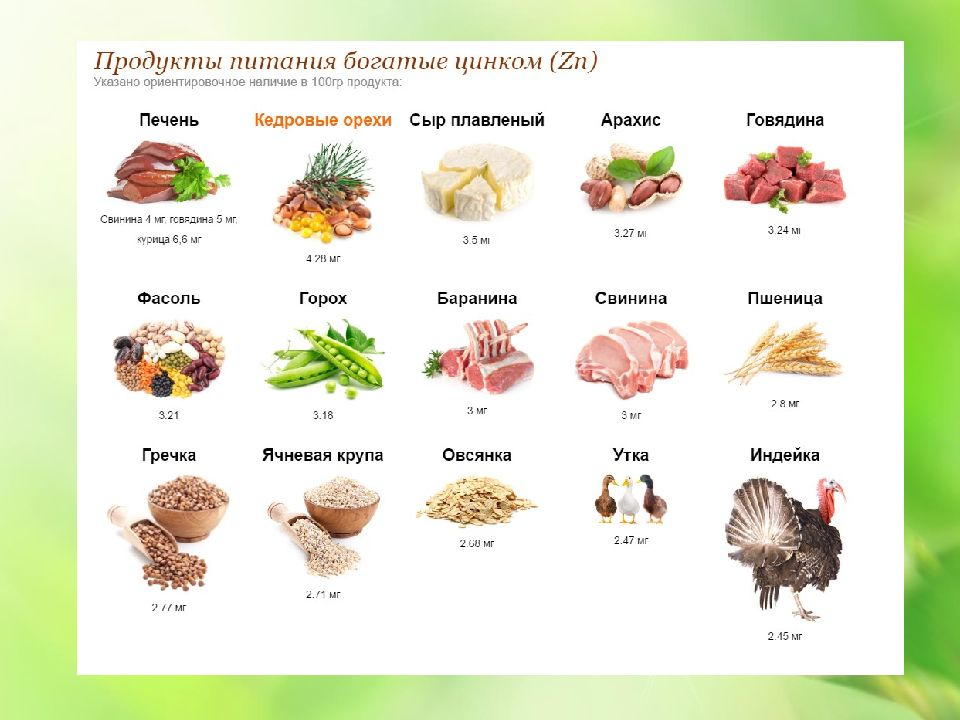 Продукты питания богатые цинком (Zn)
Указано ориентировочное наличие в 100гр продукта:
Печень
Свинина 4 мг, говядина 5 мг,
курица 6,6 мг
Кедровые орехи
4.28 мг
Сыр плавленый
3.5 мг
Арахис
3.27 мг
Говядина
3.24 мг
Фасоль
3.21
Горох
3.18
Баранина
3 мг
Свинина
3 мг
Пшеница
2.8 мг
Гречка
2.77 мг
Ячневая крупа
2.71 мг
Овсянка
2.68 мг
Утка
2.47 мг
Индейка
2.45 мг